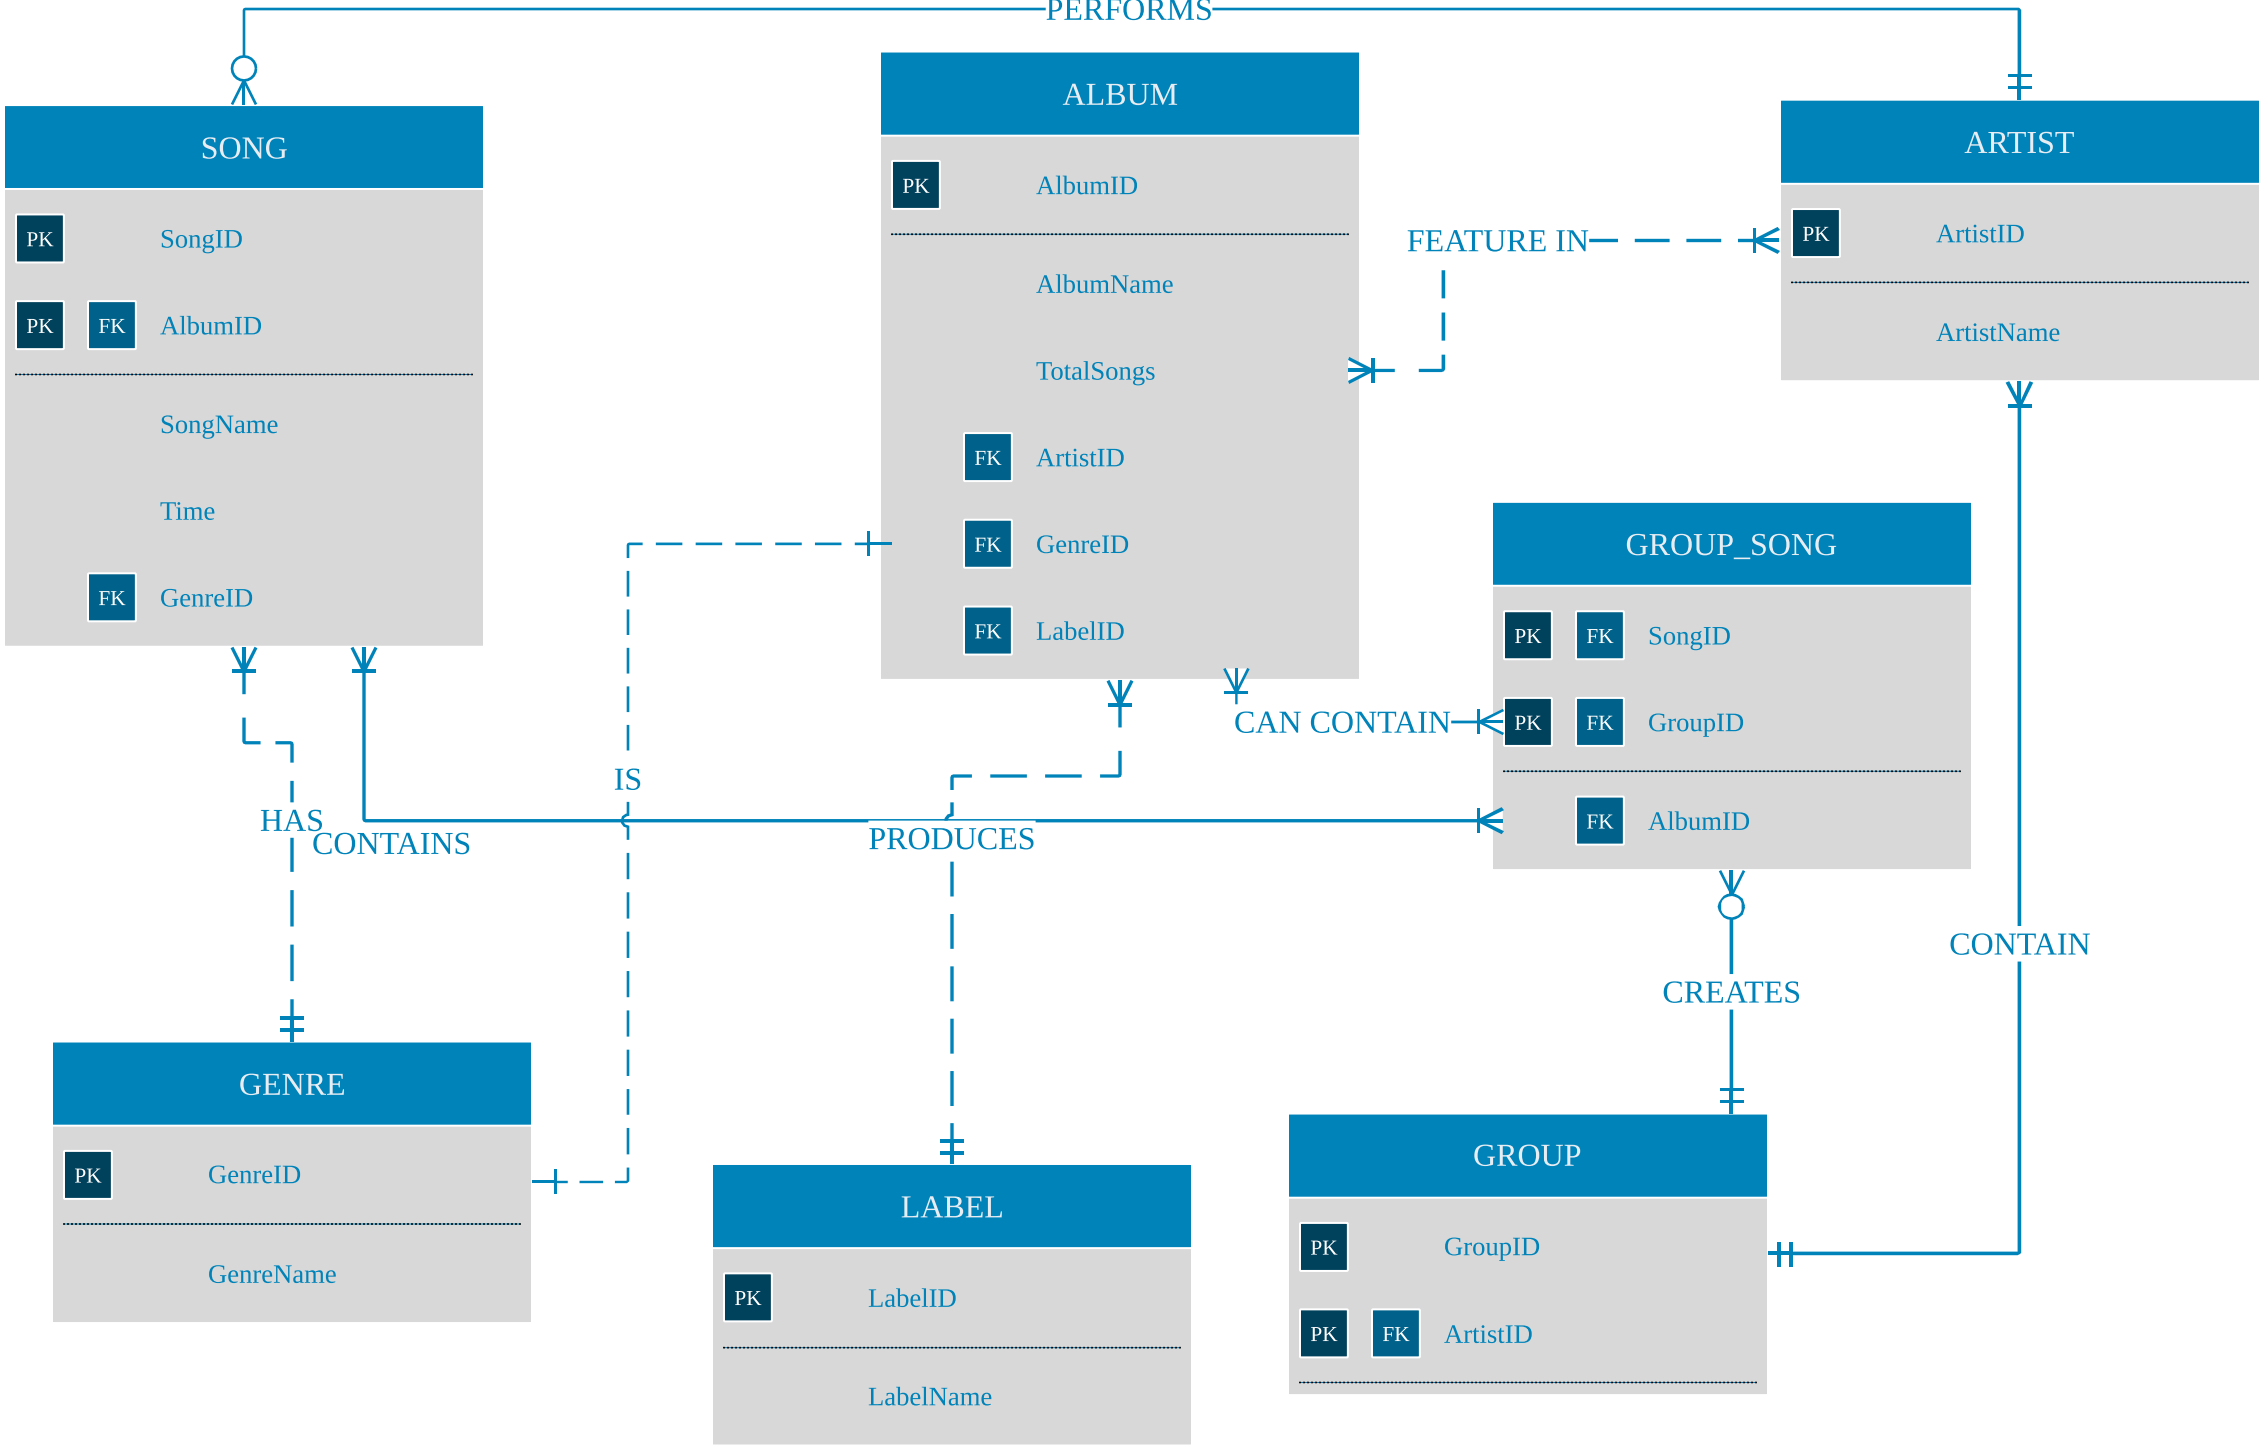 PERFORMS
SONG
PK SongID
PK FK AlbumID
SongName
Time
FK GenreID
ALBUM
PK AlbumID
AlbumName
TotalSongs
FK ArtistID
FK GenreID
FK LabelID
FEATURE IN
ARTIST
PK ArtistID
ArtistName
GROUP_SONG
PK FK SongID
PK FK GroupID
FK AlbumID
CAN CONTAIN
IS
HAS
CONTAINS
PRODUCES
CONTAIN
CREATES
GENRE
PK GenreID
GenreName
LABEL
PK LabelID
LabelName
GROUP
PK GroupID
PK FK ArtistID